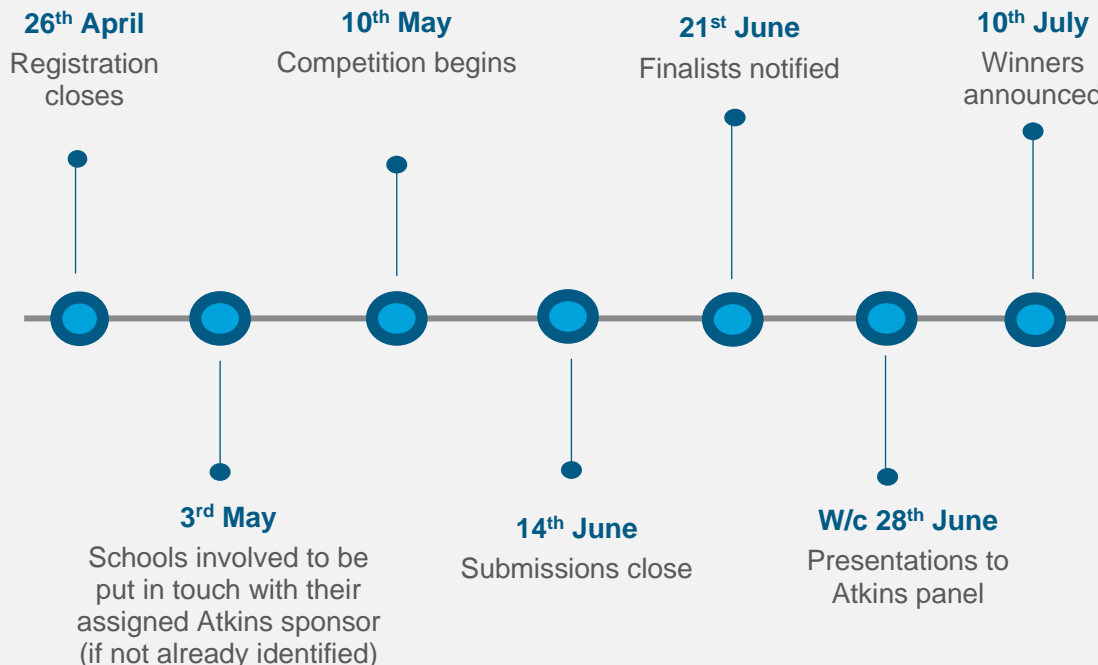 26th April
Registration
closes
10th May
Competition begins
21st June
Finalists notified
10th July
Winners
announced
3rd May
Schools involved to be
put in touch with their
assigned Atkins sponsor
(if not already identified)
14th June
Submissions close
W/c 28th June
Presentations to
Atkins panel